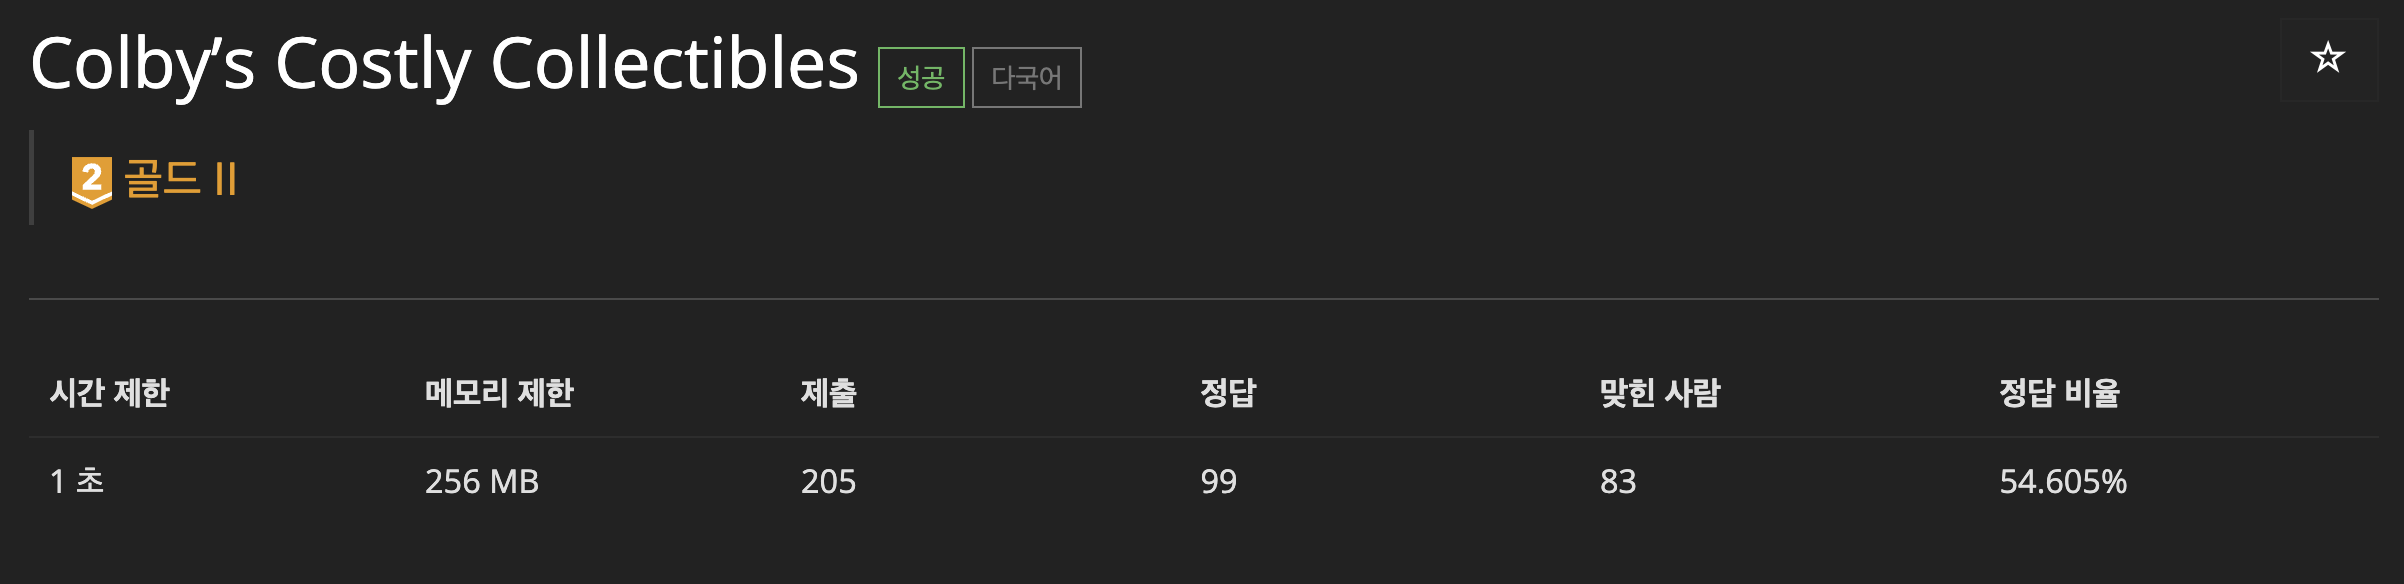 Colby’s Costly Collectibles 성공 다국어
2 골드 II
시간 제한 메모리 제한 제출 정답 맞힌 사람 정답 비율
1 초 256 MB 205 99 83 54.605%